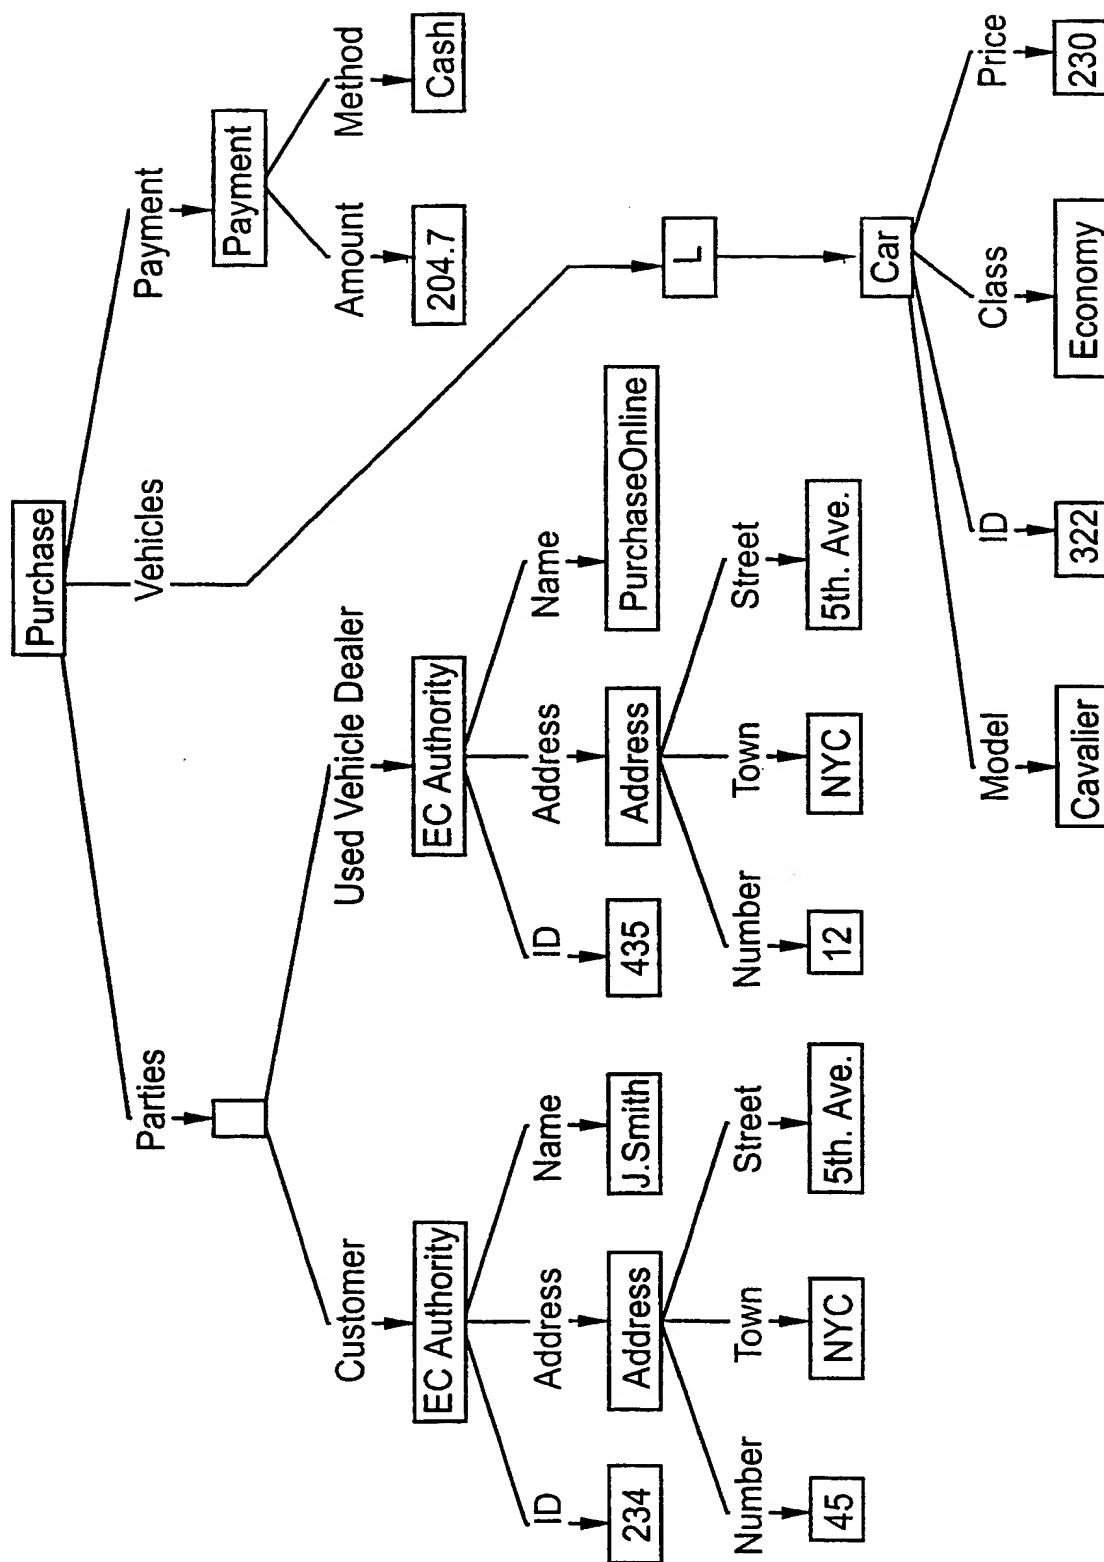 Purchase
Parties
Vehicles
Payment
Payment
Customer
Used Vehicle Dealer
Amount
Method
EC Authority
EC Authority
204.7
Cash
ID
Address
Name
ID
Address
Name
234
Address
J.Smith
435
Address
PurchaseOnline
L
Number
Town
Street
Number
Town
Street
45
NYC
5th. Ave.
12
NYC
5th. Ave.
Car
Model
ID
Class
Price
Cavalier
322
Economy
230